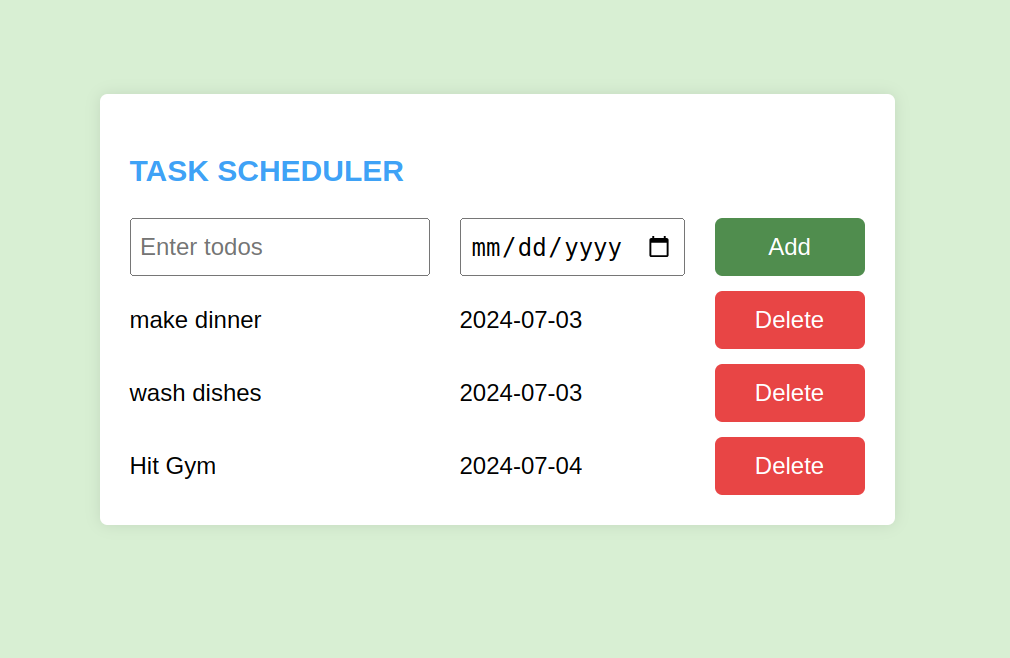 TASK SCHEDULER
Enter todos mm/dd/yyyy Add
make dinner 2024-07-03 Delete
wash dishes 2024-07-03 Delete
Hit Gym 2024-07-04 Delete